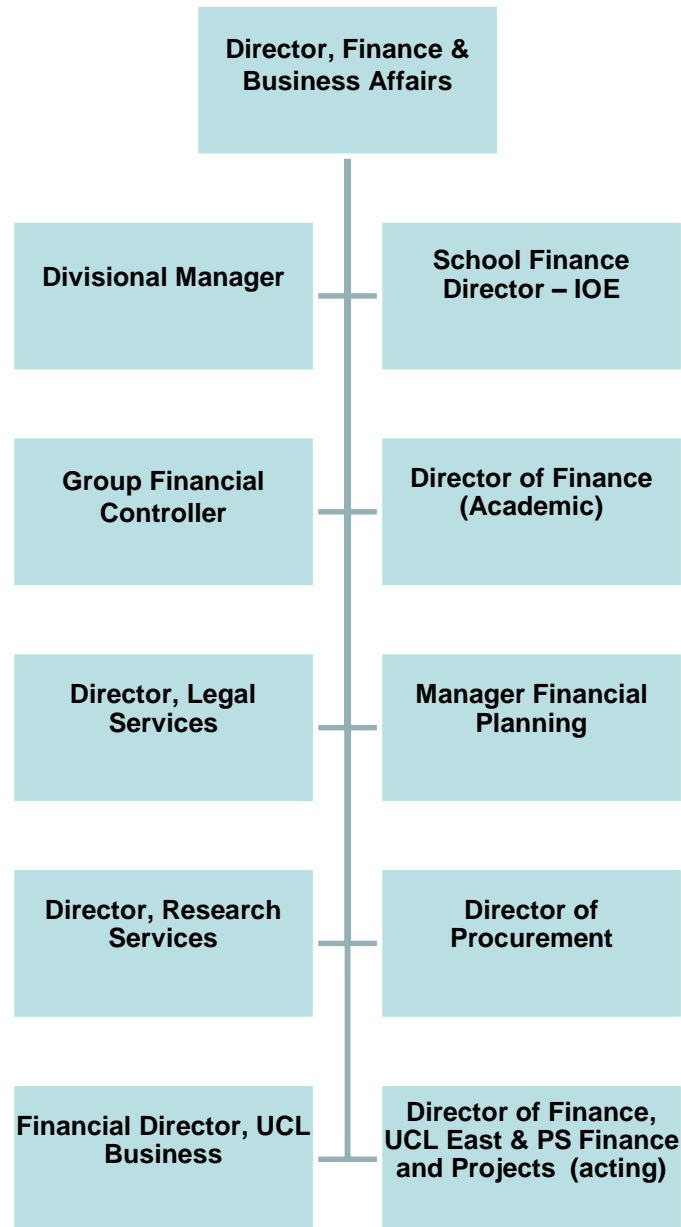 Director, Finance &
Business Affairs
Divisional Manager
School Finance
Director – IOE
Group Financial
Controller
Director of Finance
(Academic)
Director, Legal
Services
Manager Financial
Planning
Director, Research
Services
Director of
Procurement
Financial Director, UCL
Business
Director of Finance,
UCL East & PS Finance
and Projects (acting)